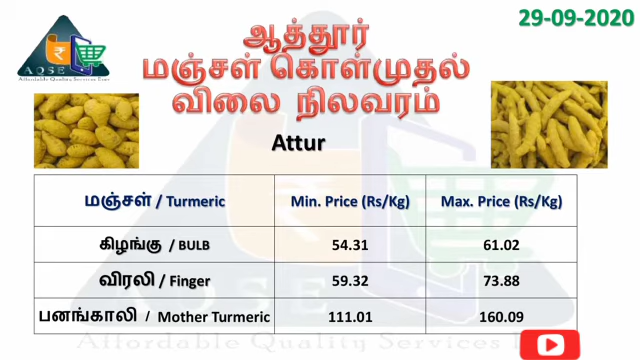 29-09-2020
AQSE
Affordable Quality Services Export
ஆத்தூர்
மஞ்சள் கொள்முதல்
விலை நிலவரம்
Attur
மஞ்சள் / Turmeric Min. Price (Rs/Kg) Max. Price (Rs/Kg)
கிழங்கு / BULB 54.31 61.02
விரலி / Finger 59.32 73.88
பனங்காலி / Mother Turmeric 111.01 160.09
Affordable Quality Services